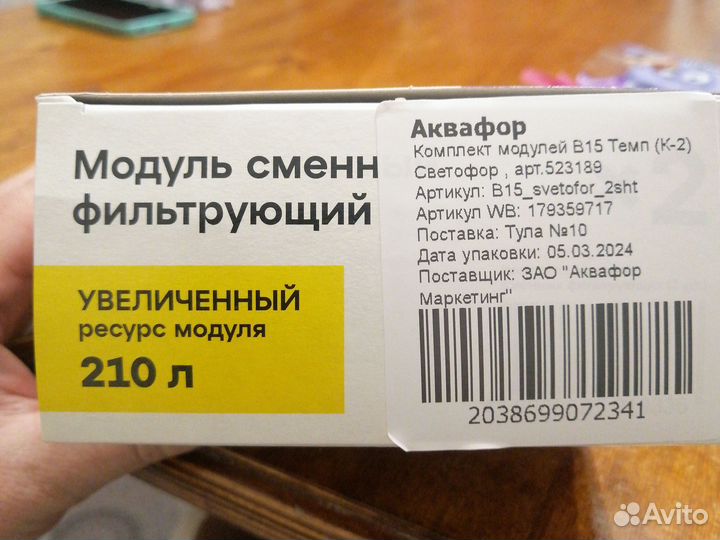 Модуль сменн
фильтрующий
УВЕЛИЧЕННЫЙ
ресурс модуля
210 л
Аквафор
Комплект модулей В15 Темп (К-2)
Светофор , арт.523189
Артикул: B15_svetofor_2sht
Артикул WB: 179359717
Поставка: Тула №10
Дата упаковки: 05.03.2024
Поставщик: ЗАО "Аквафор
Маркетинг"
2038699072341
Avito